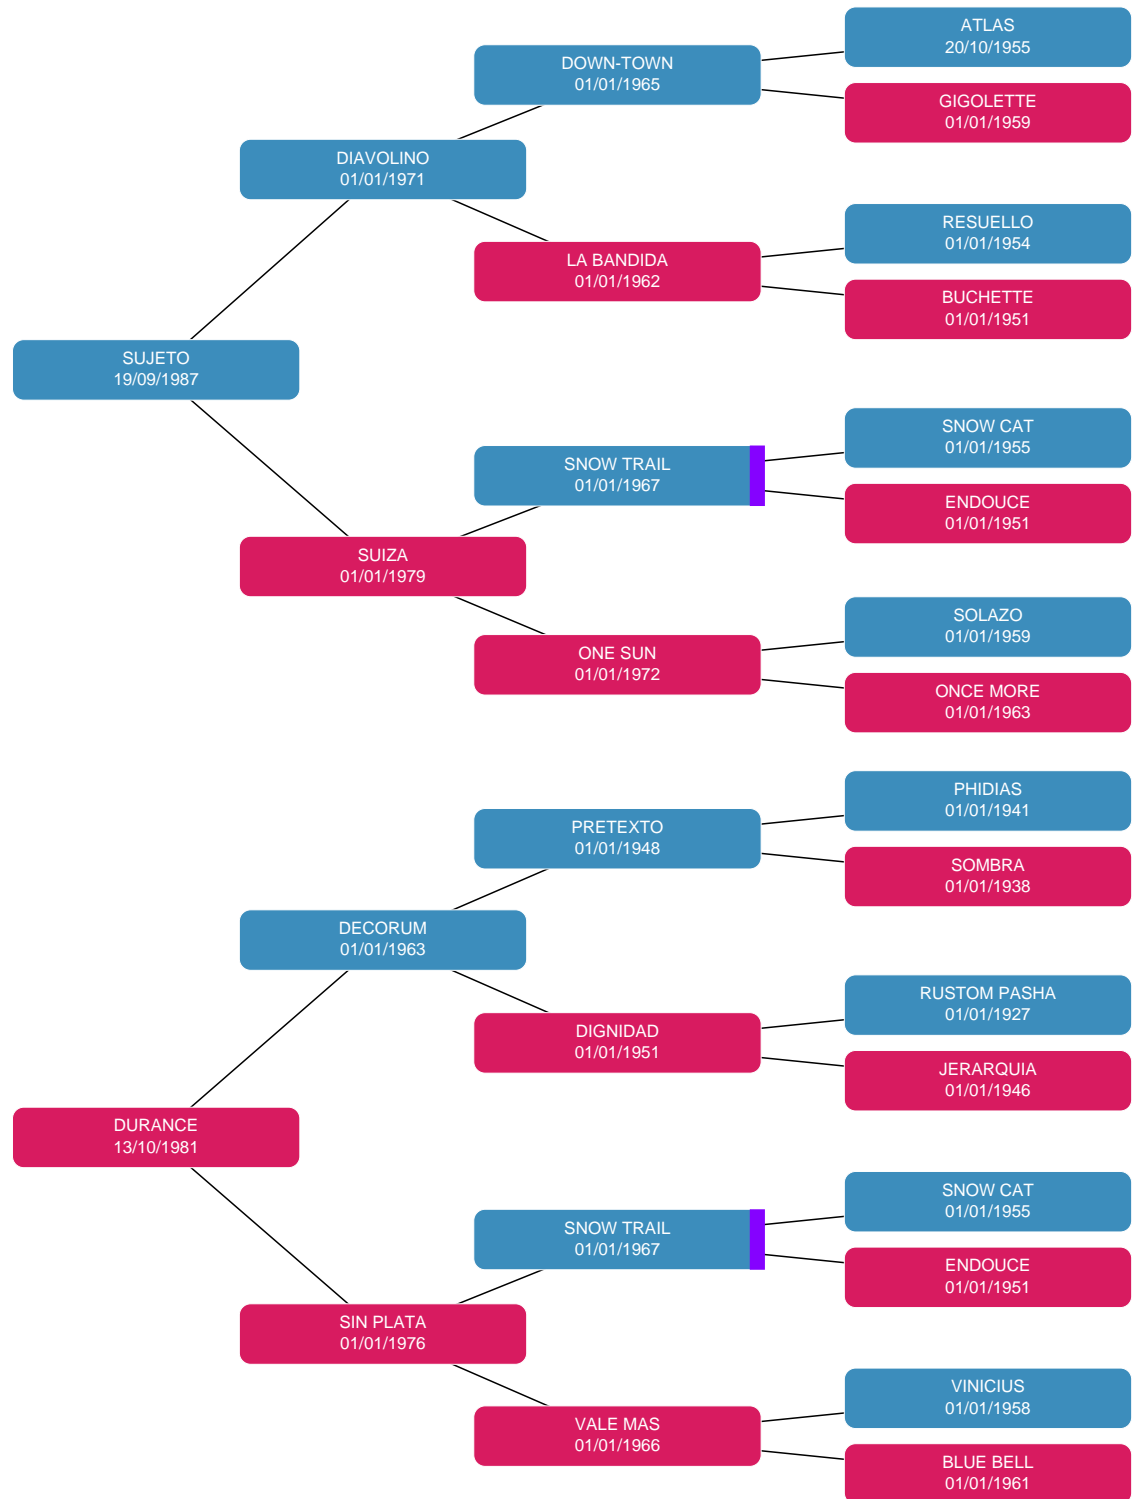 ATLAS
20/10/1955
DOWN-TOWN
01/01/1965
GIGOLETTE
01/01/1959
DIAVOLINO
01/01/1971
RESUELLO
01/01/1954
LA BANDIDA
01/01/1962
BUCHETTE
01/01/1951
SUJETO
19/09/1987
SNOW CAT
01/01/1955
SNOW TRAIL
01/01/1967
ENDOUCE
01/01/1951
SUIZA
01/01/1979
SOLAZO
01/01/1959
ONE SUN
01/01/1972
ONCE MORE
01/01/1963
PHIDIAS
01/01/1941
PRETEXTO
01/01/1948
SOMBRA
01/01/1938
DECORUM
01/01/1963
RUSTOM PASHA
01/01/1927
DIGNIDAD
01/01/1951
JERARQUIA
01/01/1946
DURANCE
13/10/1981
SNOW CAT
01/01/1955
SNOW TRAIL
01/01/1967
ENDOUCE
01/01/1951
SIN PLATA
01/01/1976
VINICIUS
01/01/1958
VALE MAS
01/01/1966
BLUE BELL
01/01/1961